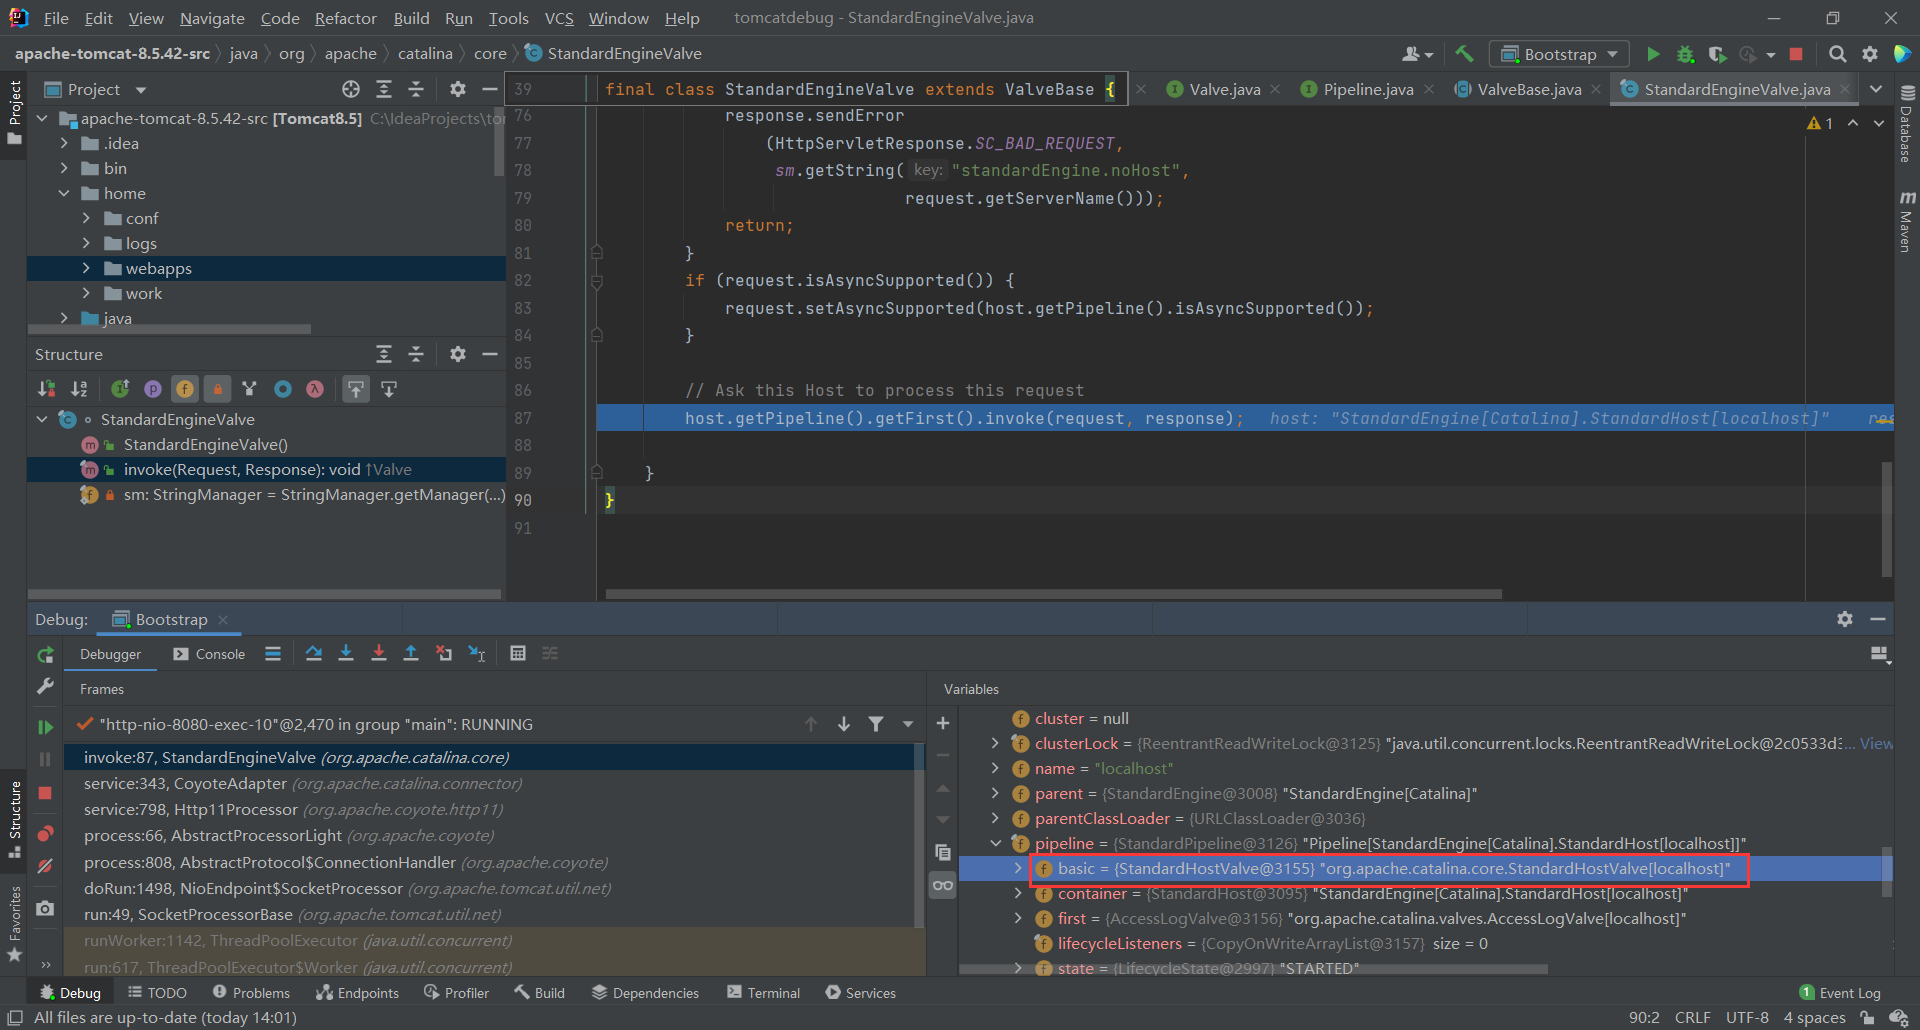 File Edit View Navigate Code Refactor Build Run Tools VCS Window Help tomcatdebug - StandardEngineValve.java
apache-tomcat-8.5.42-src java org apache catalina core StandardEngineValve
Bootstrap
Project
Project
apache-tomcat-8.5.42-src [Tomcat8.5] C:\IdeaProjects\tor
.idea
bin
home
conf
logs
webapps
work
java
Structure
StandardEngineValve
StandardEngineValve()
invoke(Request, Response): void ↑Valve
sm: StringManager = StringManager.getManager(...)
Valve.java Pipeline.java ValveBase.java StandardEngineValve.java
39 final class StandardEngineValve extends ValveBase {
1
76 response.sendError
77 (HttpServletResponse.SC_BAD_REQUEST,
78 sm.getString( key: "standardEngine.noHost",
79 request.getServerName()));
80 return;
81 }
82 if (request.isAsyncSupported()) {
83 request.setAsyncSupported(host.getPipeline().isAsyncSupported());
84 }
85
86 // Ask this Host to process this request
87 host.getPipeline().getFirst().invoke(request, response); host: "StandardEngine[Catalina].StandardHost[localhost]" res
88
89 }
90 }
91
Database
Maven
Debug: Bootstrap
Debugger Console
Frames
"http-nio-8080-exec-10"@2,470 in group "main": RUNNING
invoke:87, StandardEngineValve (org.apache.catalina.core)
service:343, CoyoteAdapter (org.apache.catalina.connector)
service:798, Http11Processor (org.apache.coyote.http11)
process:66, AbstractProcessorLight (org.apache.coyote)
process:808, AbstractProtocol$ConnectionHandler (org.apache.coyote)
doRun:1498, NioEndpoint$SocketProcessor (org.apache.tomcat.util.net)
run:49, SocketProcessorBase (org.apache.tomcat.util.net)
runWorker:1142, ThreadPoolExecutor (java.util.concurrent)
run:617, ThreadPoolExecutor$Worker (java.util.concurrent)
Variables
cluster = null
clusterLock = {ReentrantReadWriteLock@3125} "java.util.concurrent.locks.ReentrantReadWriteLock@2c0533d3... View
name = "localhost"
parent = {StandardEngine@3008} "StandardEngine[Catalina]"
parentClassLoader = {URLClassLoader@3036}
pipeline = {StandardPipeline@3126} "Pipeline[StandardEngine[Catalina].StandardHost[localhost]]"
basic = {StandardHostValve@3155} "org.apache.catalina.core.StandardHostValve[localhost]"
container = {StandardHost@3095} "StandardEngine[Catalina].StandardHost[localhost]"
first = {AccessLogValve@3156} "org.apache.catalina.valves.AccessLogValve[localhost]"
lifecycleListeners = {CopyOnWriteArrayList@3157} size = 0
state = {LifecycleState@2997} "STARTED"
Structure
Favorites
Debug TODO Problems Endpoints Profiler Build Dependencies Terminal Services 1 Event Log
All files are up-to-date (today 14:01) 90:2 CRLF UTF-8 4 spaces